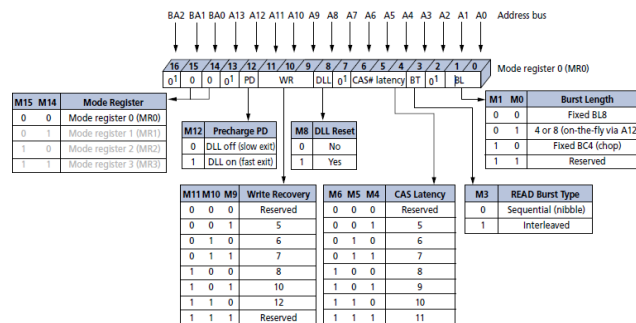 BA2 BA1 BA0 A13 A12 A11 A10 A9 A8 A7 A6 A5 A4 A3 A2 A1 A0 Address bus
16 15 14 13 12 11 10 9 8 7 6 5 4 3 2 1 0
0¹ 0 0 0¹ PD WR DLL 0¹ CAS# latency BT 0¹ BL
Mode register 0 (MR0)
M15 M14 Mode Register
0 0 Mode register 0 (MR0)
0 1 Mode register 1 (MR1)
1 0 Mode register 2 (MR2)
1 1 Mode register 3 (MR3)
M12 Precharge PD
0 DLL off (slow exit)
1 DLL on (fast exit)
M8 DLL Reset
0 No
1 Yes
M1 M0 Burst Length
0 0 Fixed BL8
0 1 4 or 8 (on-the-fly via A12)
1 0 Fixed BC4 (chop)
1 1 Reserved
M11 M10 M9 Write Recovery
0 0 0 Reserved
0 0 1 5
0 1 0 6
0 1 1 7
1 0 0 8
1 0 1 10
1 1 0 12
1 1 1 Reserved
M6 M5 M4 CAS Latency
0 0 0 Reserved
0 0 1 5
0 1 0 6
0 1 1 7
1 0 0 8
1 0 1 9
1 1 0 10
1 1 1 11
M3 READ Burst Type
0 Sequential (nibble)
1 Interleaved